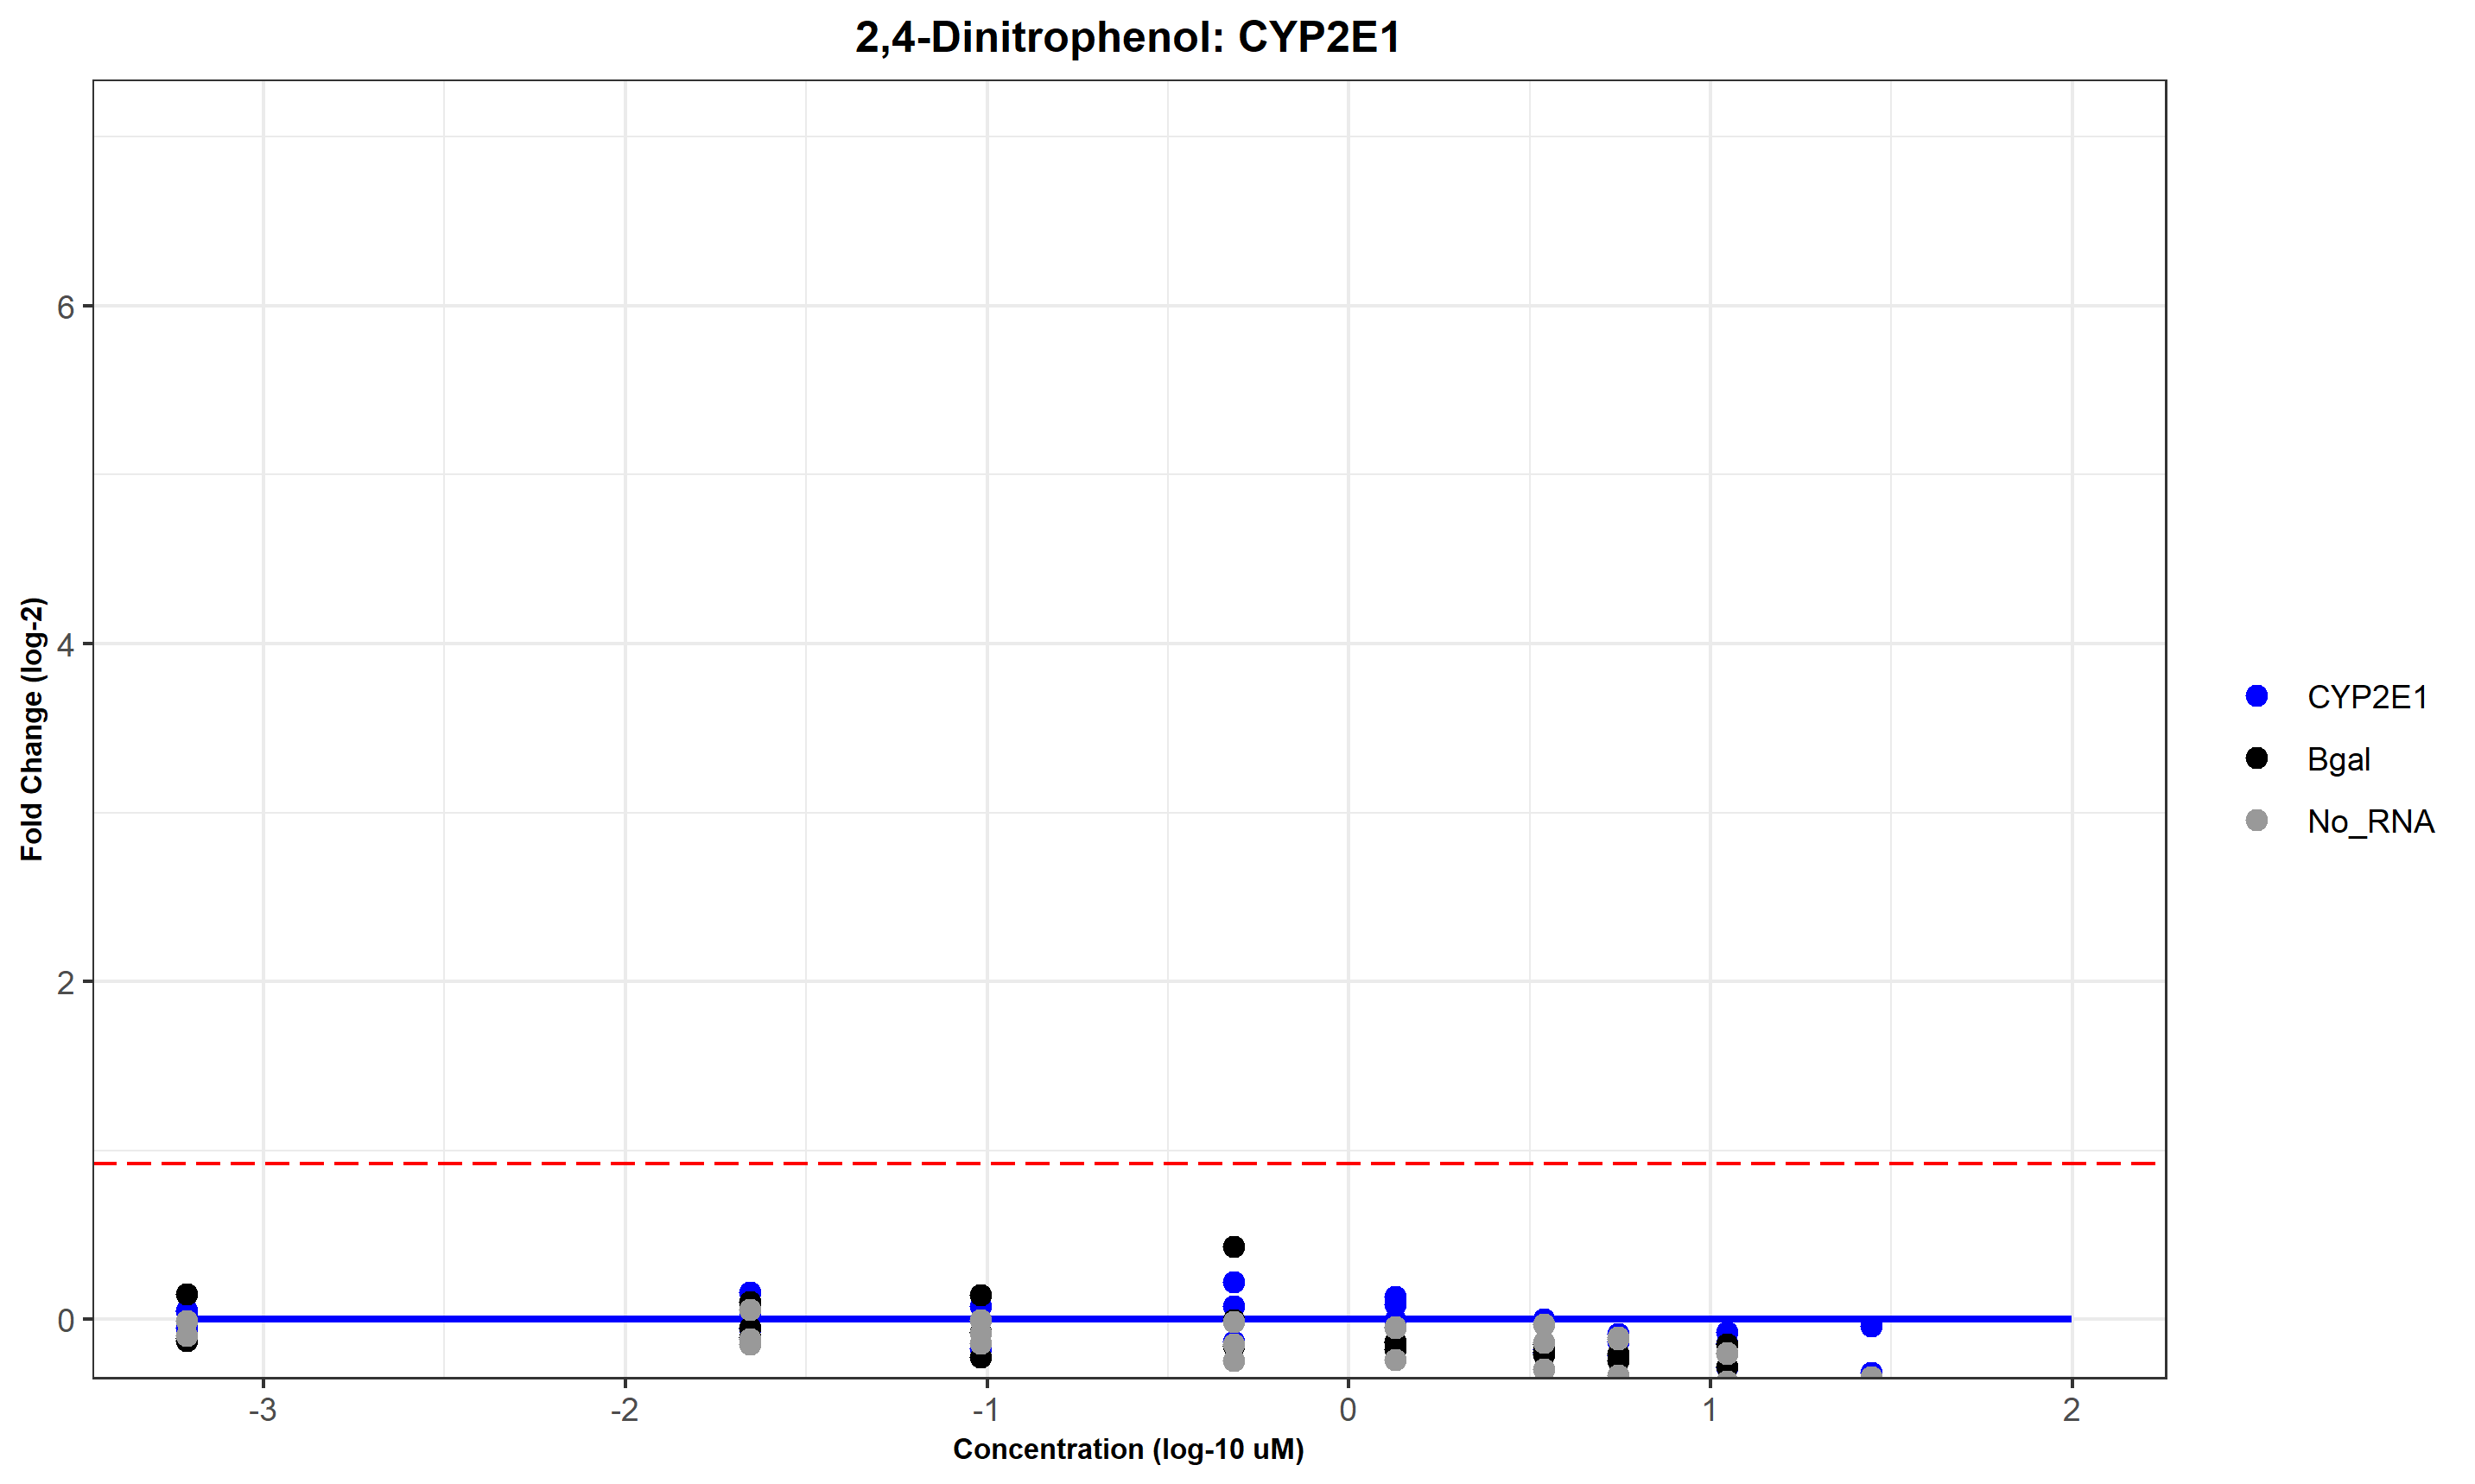 2,4-Dinitrophenol: CYP2E1
Fold Change (log-2)
6
4
2
0
-3
-2
-1
0
1
2
Concentration (log-10 uM)
CYP2E1
Bgal
No_RNA